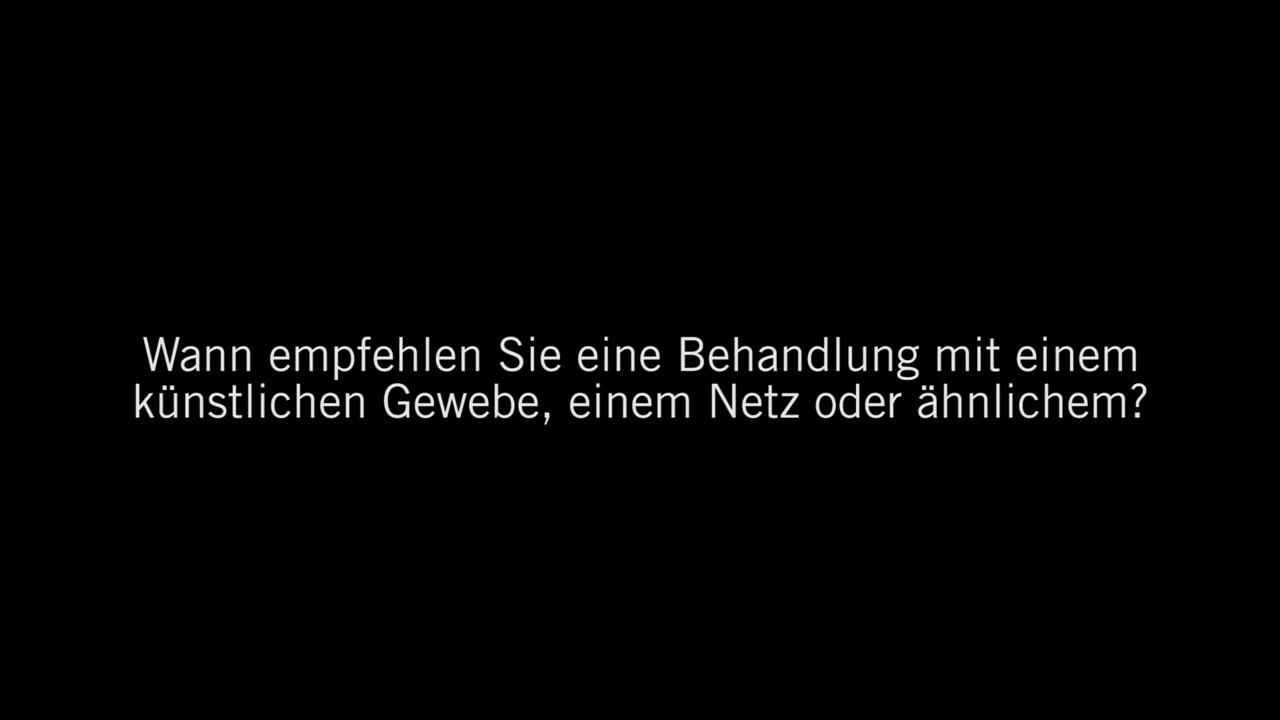 Wann empfehlen Sie eine Behandlung mit einem
künstlichen Gewebe, einem Netz oder ähnlichem?